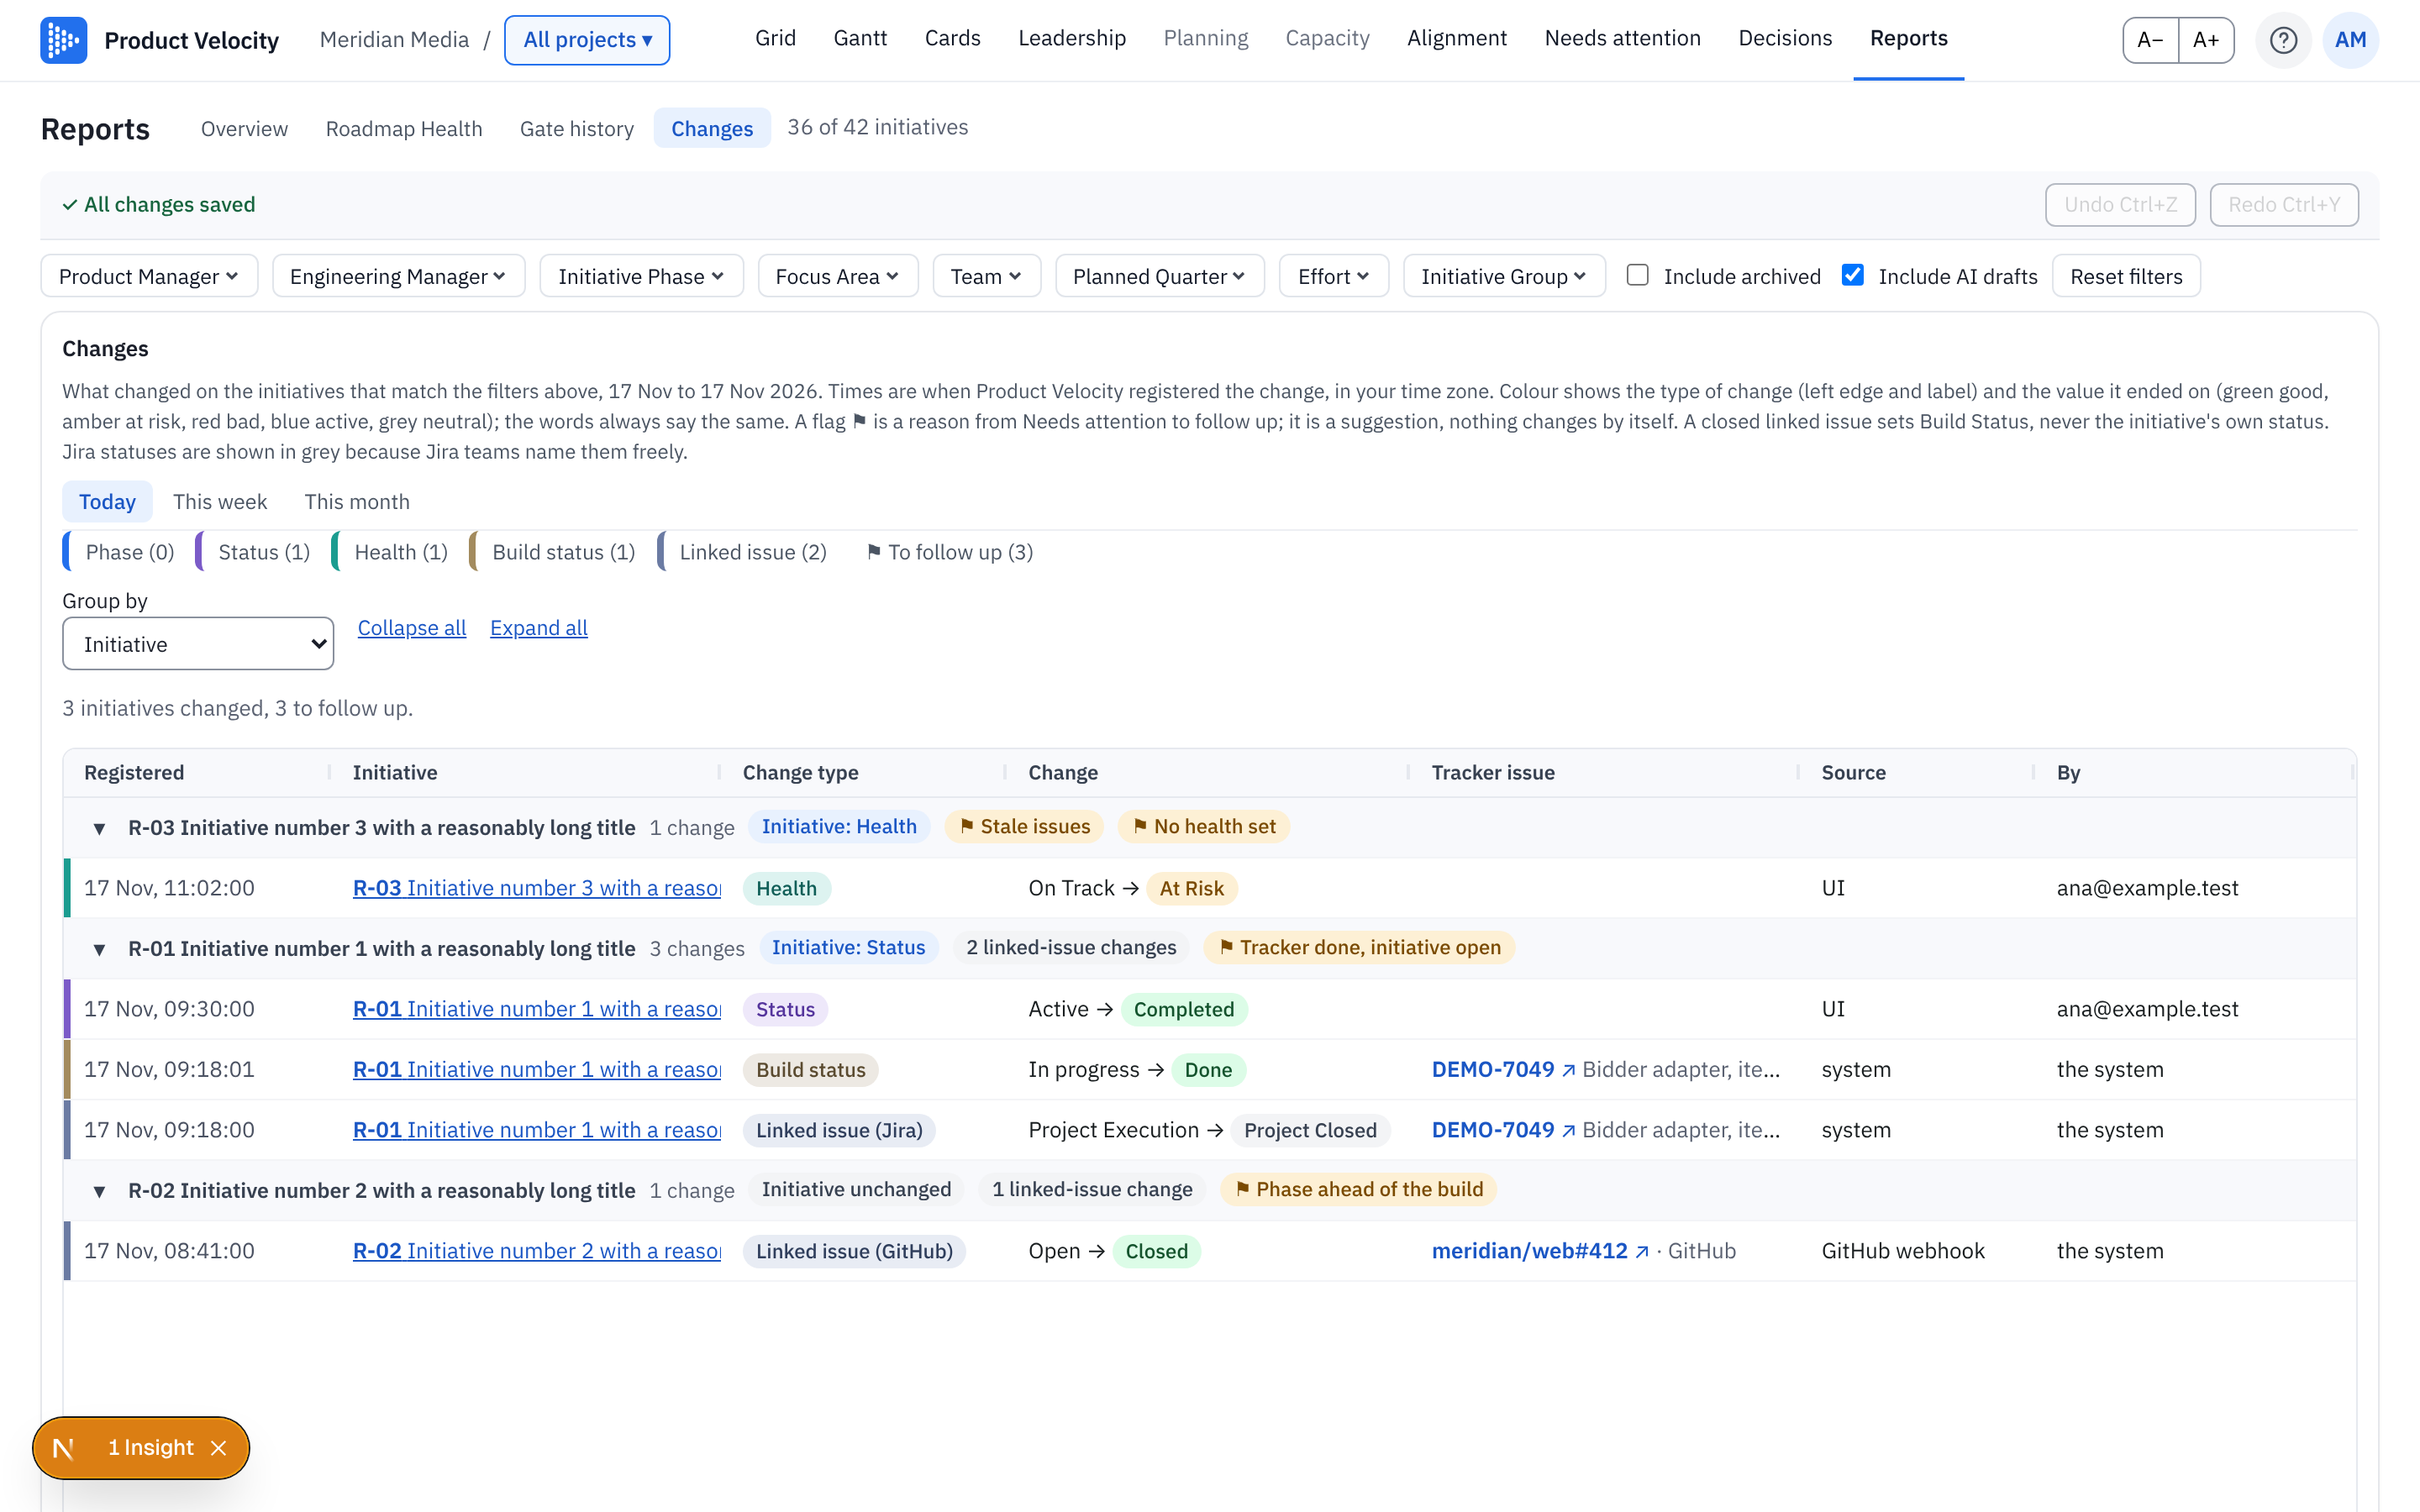 Product Velocity
Meridian Media / All projects ▾
Grid Gantt Cards Leadership Planning Capacity Alignment Needs attention Decisions Reports
A− A+ ? AM
Reports Overview Roadmap Health Gate history Changes 36 of 42 initiatives
✓ All changes saved
Undo Ctrl+Z Redo Ctrl+Y
Product Manager Engineering Manager Initiative Phase Focus Area Team Planned Quarter Effort Initiative Group Include archived Include AI drafts Reset filters
Changes
What changed on the initiatives that match the filters above, 17 Nov to 17 Nov 2026. Times are when Product Velocity registered the change, in your time zone. Colour shows the type of change (left edge and label) and the value it ended on (green good,
amber at risk, red bad, blue active, grey neutral); the words always say the same. A flag ⚑ is a reason from Needs attention to follow up; it is a suggestion, nothing changes by itself. A closed linked issue sets Build Status, never the initiative's own status.
Jira statuses are shown in grey because Jira teams name them freely.
Today This week This month
Phase (0) Status (1) Health (1) Build status (1) Linked issue (2) ⚑ To follow up (3)
Group by
Initiative Collapse all Expand all
3 initiatives changed, 3 to follow up.
Registered Initiative Change type Change Tracker issue Source By
▼ R-03 Initiative number 3 with a reasonably long title 1 change Initiative: Health ⚑ Stale issues ⚑ No health set
17 Nov, 11:02:00 R-03 Initiative number 3 with a reaso Health On Track → At Risk UI ana@example.test
▼ R-01 Initiative number 1 with a reasonably long title 3 changes Initiative: Status 2 linked-issue changes ⚑ Tracker done, initiative open
17 Nov, 09:30:00 R-01 Initiative number 1 with a reaso Status Active → Completed UI ana@example.test
17 Nov, 09:18:01 R-01 Initiative number 1 with a reaso Build status In progress → Done DEMO-7049 ↗ Bidder adapter, ite... system the system
17 Nov, 09:18:00 R-01 Initiative number 1 with a reaso Linked issue (Jira) Project Execution → Project Closed DEMO-7049 ↗ Bidder adapter, ite... system the system
▼ R-02 Initiative number 2 with a reasonably long title 1 change Initiative unchanged 1 linked-issue change ⚑ Phase ahead of the build
17 Nov, 08:41:00 R-02 Initiative number 2 with a reaso Linked issue (GitHub) Open → Closed meridian/web#412 ↗ · GitHub GitHub webhook the system
N 1 Insight ×